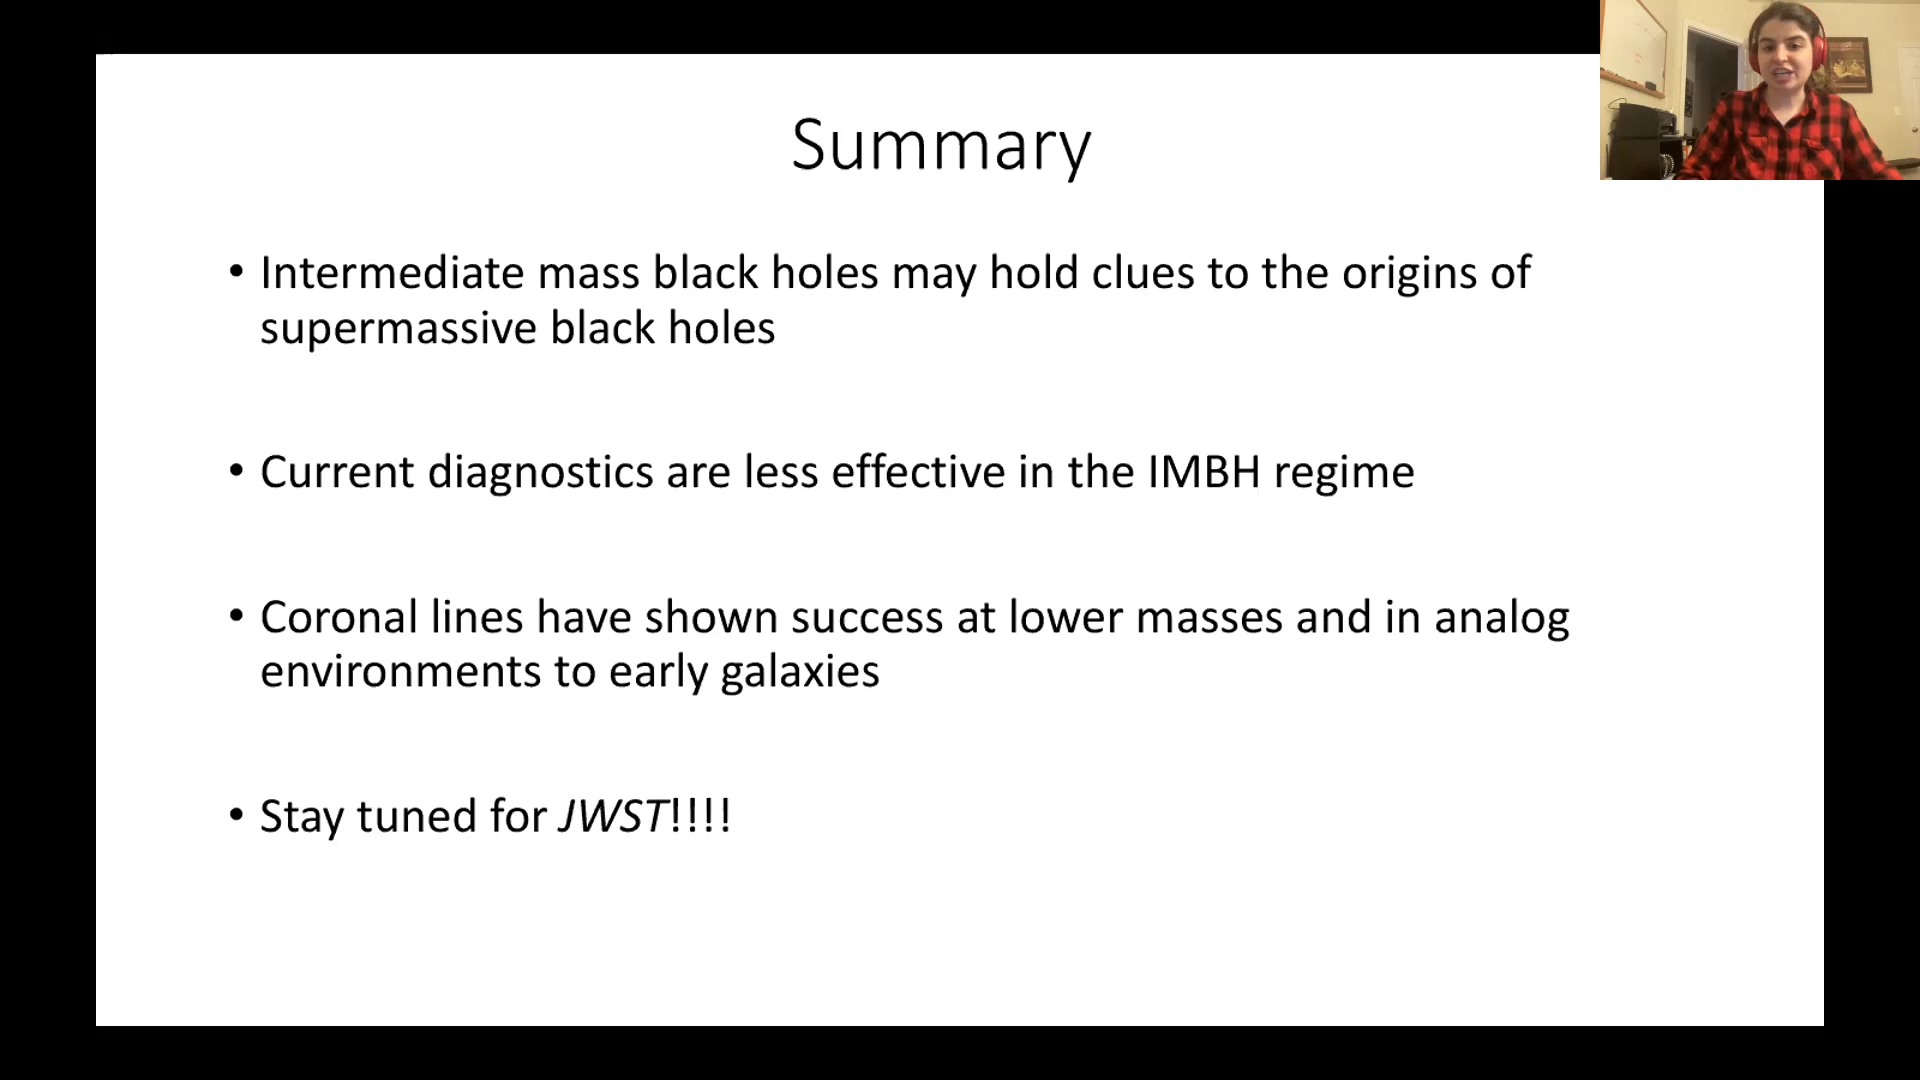 Summary
• Intermediate mass black holes may hold clues to the origins of
supermassive black holes
• Current diagnostics are less effective in the IMBH regime
• Coronal lines have shown success at lower masses and in analog
environments to early galaxies
• Stay tuned for JWST!!!!